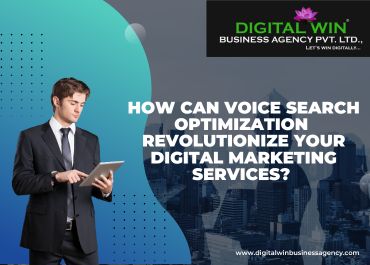 DIGITAL WIN
BUSINESS AGENCY PVT. LTD.,
LET'S WIN DIGITALLY...
HOW CAN VOICE SEARCH
OPTIMIZATION
REVOLUTIONIZE YOUR
DIGITAL MARKETING
SERVICES?
www.digitalwinbusinessagency.com